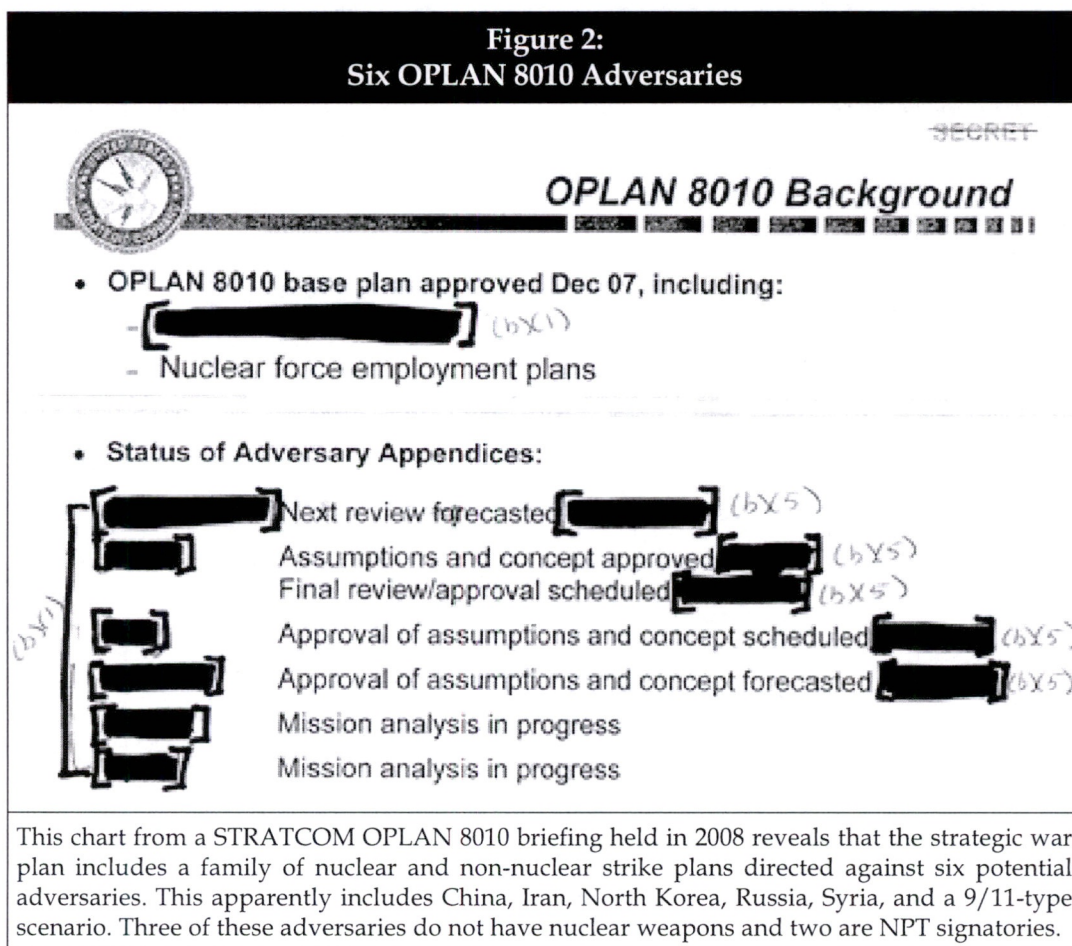 Figure 2:
Six OPLAN 8010 Adversaries
SECRET
OPLAN 8010 Background
• OPLAN 8010 base plan approved Dec 07, including:
- (b)(1)
- Nuclear force employment plans
• Status of Adversary Appendices:
Next review forecasted (b)(5)
Assumptions and concept approved (b)(5)
Final review/approval scheduled (b)(5)
(b)(1)
Approval of assumptions and concept scheduled (b)(5)
Approval of assumptions and concept forecasted (b)(5)
Mission analysis in progress
Mission analysis in progress
This chart from a STRATCOM OPLAN 8010 briefing held in 2008 reveals that the strategic war
plan includes a family of nuclear and non-nuclear strike plans directed against six potential
adversaries. This apparently includes China, Iran, North Korea, Russia, Syria, and a 9/11-type
scenario. Three of these adversaries do not have nuclear weapons and two are NPT signatories.